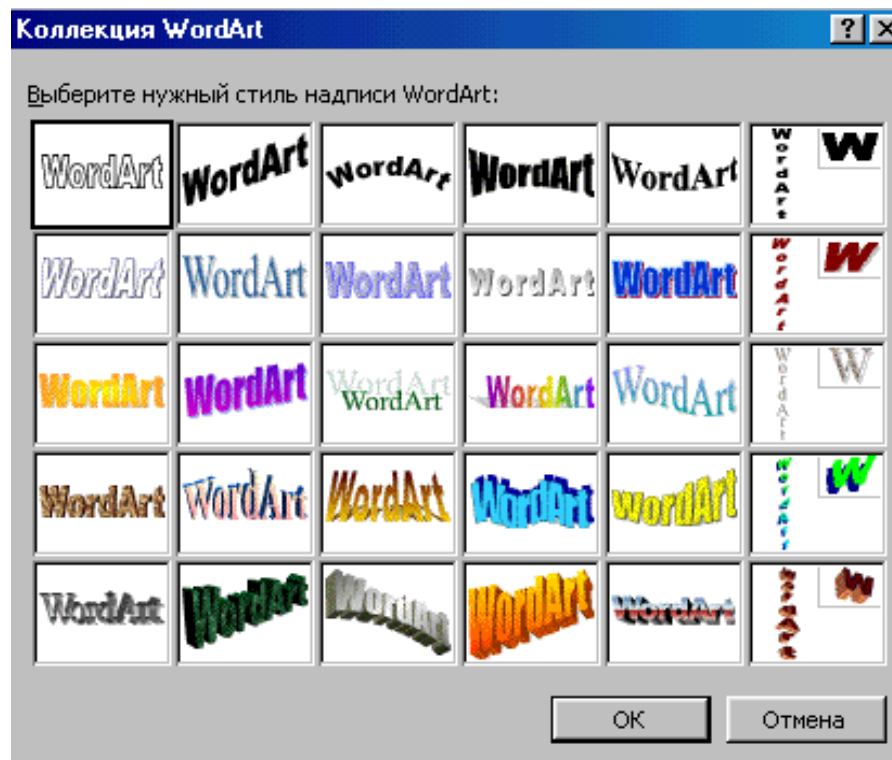 Коллекция WordArt
? ×
Выберите нужный стиль надписи WordArt:
WordArt WordArt WordArt WordArt WordArt WordArt W
WordArt WordArt WordArt WordArt WordArt WordArt W
WordArt WordArt WordArt WordArt WordArt WordArt WordArt W
WordArt WordArt WordArt WordArt WordArt WordArt W
WordArt WordArt WordArt WordArt WordArt WordArt W
ОК Отмена